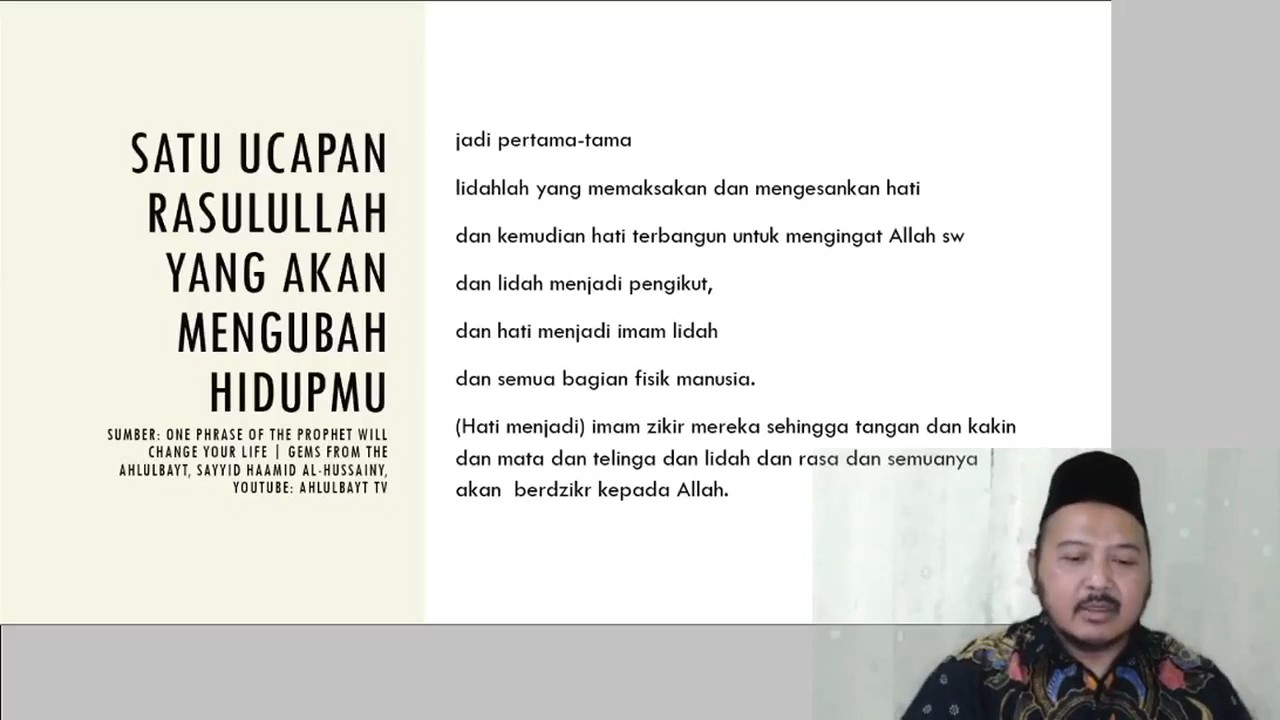 SATU UCAPAN
RASULULLAH
YANG AKAN
MENGUBAH
HIDUPMU
SUMBER: ONE PHRASE OF THE PROPHET WILL
CHANGE YOUR LIFE | GEMS FROM THE
AHLULBAYT, SAYYID HAAMID AL-HUSSAINY,
YOUTUBE: AHLULBAYT TV
jadi pertama-tama
lidahlah yang memaksakan dan mengesankan hati
dan kemudian hati terbangun untuk mengingat Allah sw
dan lidah menjadi pengikut,
dan hati menjadi imam lidah
dan semua bagian fisik manusia.
(Hati menjadi) imam zikir mereka sehingga tangan dan kakin
dan mata dan telinga dan lidah dan rasa dan semuanya
akan berdzikr kepada Allah.